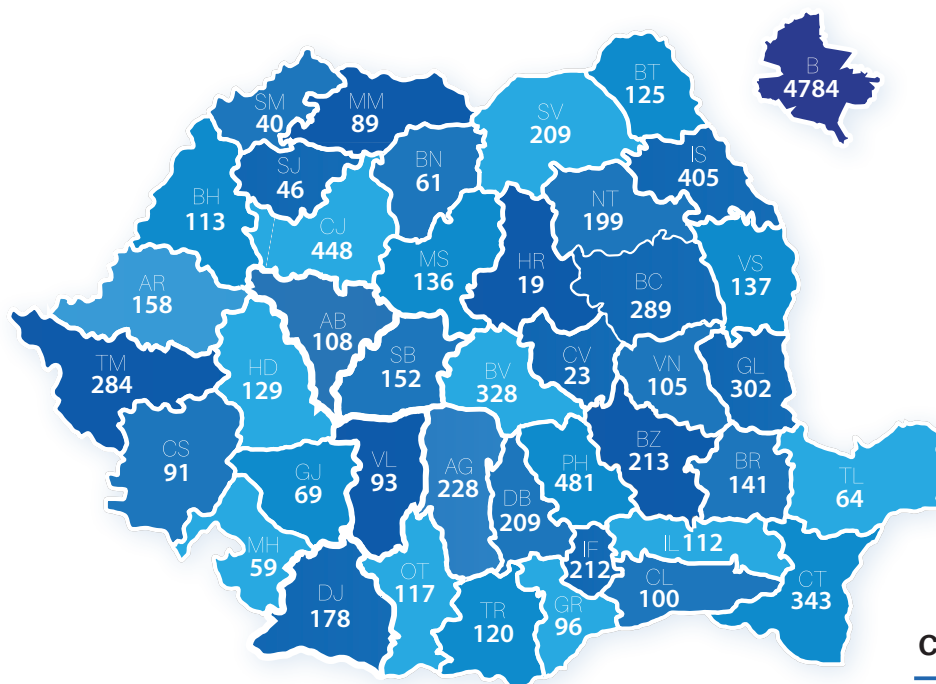 B
4784
BT
125
SM
40
MM
89
SV
209
IS
405
SJ
46
BN
61
NT
199
BH
113
CJ
448
MS
136
HR
19
BC
289
VS
137
AR
158
AB
108
TM
284
HD
129
SB
152
BV
328
CV
23
VN
105
GL
302
CS
91
GJ
69
VL
93
AG
228
DB
209
PH
481
BZ
213
BR
141
TL
64
MH
59
IF
212
IL 112
CL
100
CT
343
DJ
178
OT
117
TR
120
GR
96
C